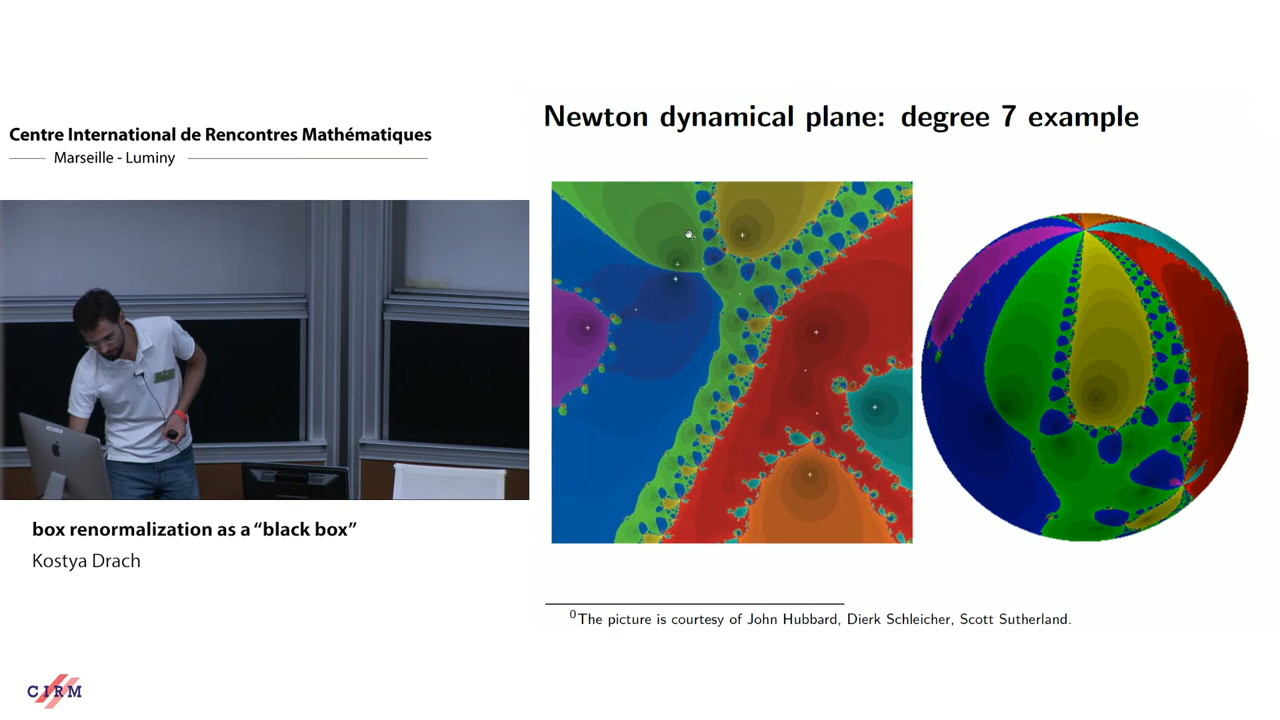 Centre International de Rencontres Mathématiques
Marseille - Luminy
Newton dynamical plane: degree 7 example
box renormalization as a “black box”
Kostya Drach
0The picture is courtesy of John Hubbard, Dierk Schleicher, Scott Sutherland.
CIRM